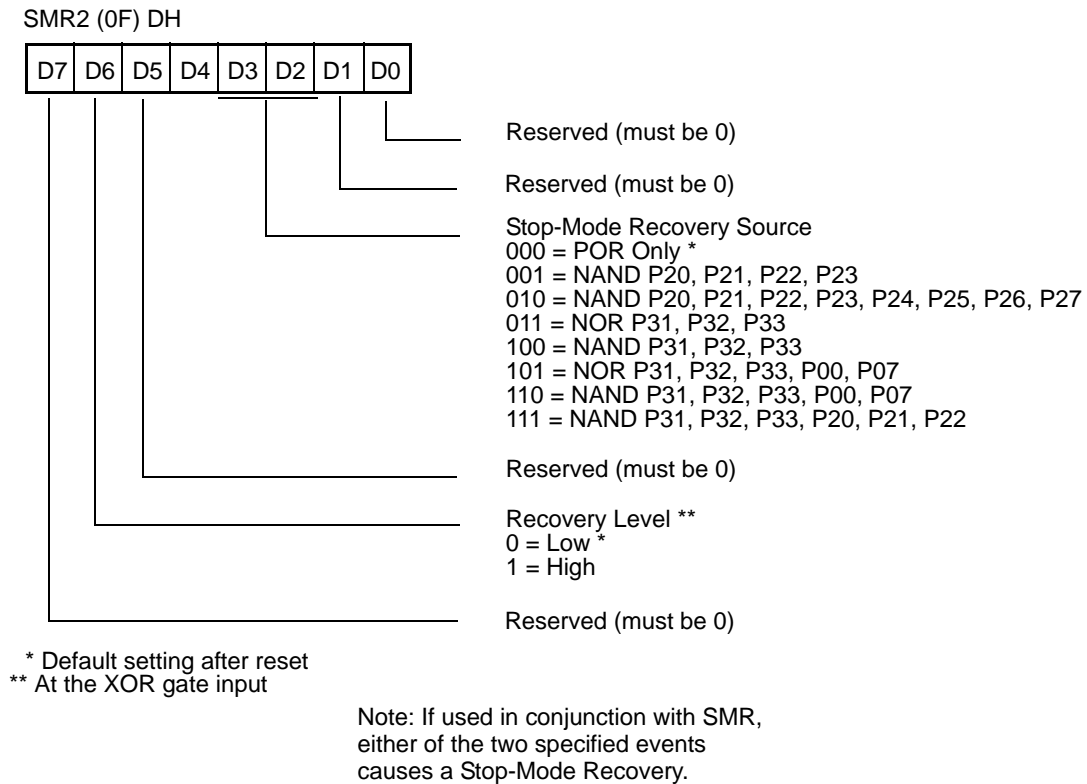 SMR2 (0F) DH
D7 D6 D5 D4 D3 D2 D1 D0
Reserved (must be 0)
Reserved (must be 0)
Stop-Mode Recovery Source
000 = POR Only *
001 = NAND P20, P21, P22, P23
010 = NAND P20, P21, P22, P23, P24, P25, P26, P27
011 = NOR P31, P32, P33
100 = NAND P31, P32, P33
101 = NOR P31, P32, P33, P00, P07
110 = NAND P31, P32, P33, P00, P07
111 = NAND P31, P32, P33, P20, P21, P22
Reserved (must be 0)
Recovery Level **
0 = Low *
1 = High
Reserved (must be 0)
* Default setting after reset
** At the XOR gate input
Note: If used in conjunction with SMR,
either of the two specified events
causes a Stop-Mode Recovery.